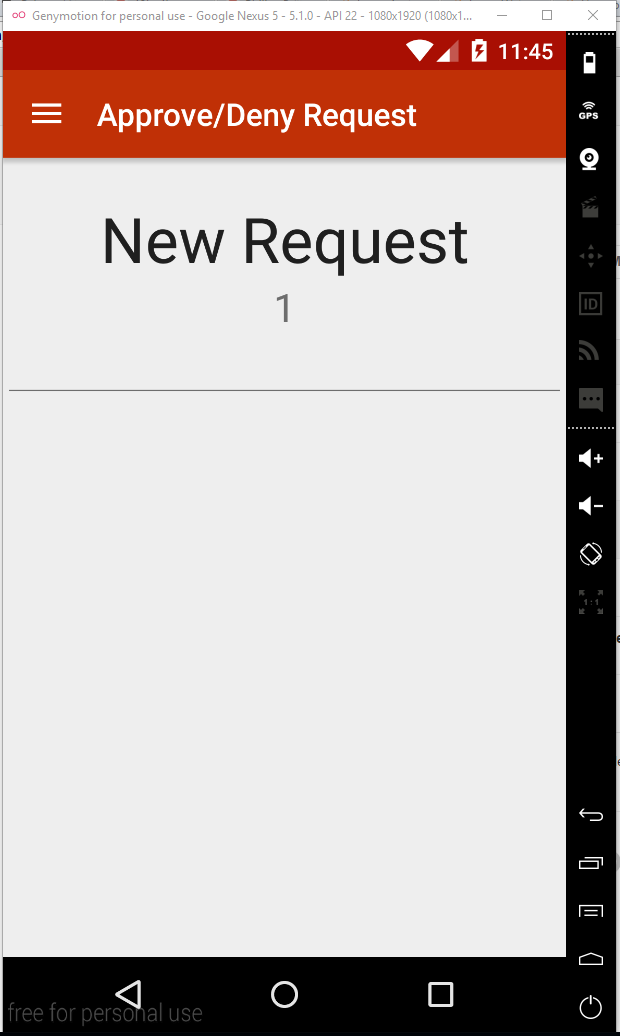 Genymotion for personal use - Google Nexus 5 - 5.1.0 - API 22 - 1080x1920 (1080x1...
11:45
Approve/Deny Request
GPS
New Request
1
ID
1:1
free for personal use